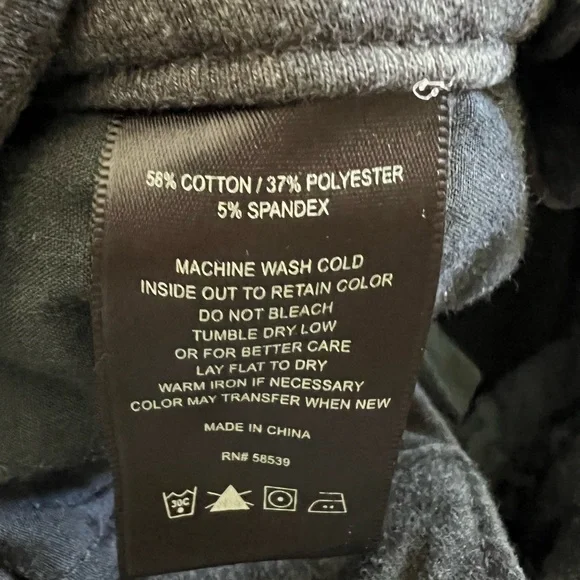 58% COTTON / 37% POLYESTER
5% SPANDEX
MACHINE WASH COLD
INSIDE OUT TO RETAIN COLOR
DO NOT BLEACH
TUMBLE DRY LOW
OR FOR BETTER CARE
LAY FLAT TO DRY
WARM IRON IF NECESSARY
COLOR MAY TRANSFER WHEN NEW
MADE IN CHINA
RN# 58539
30C